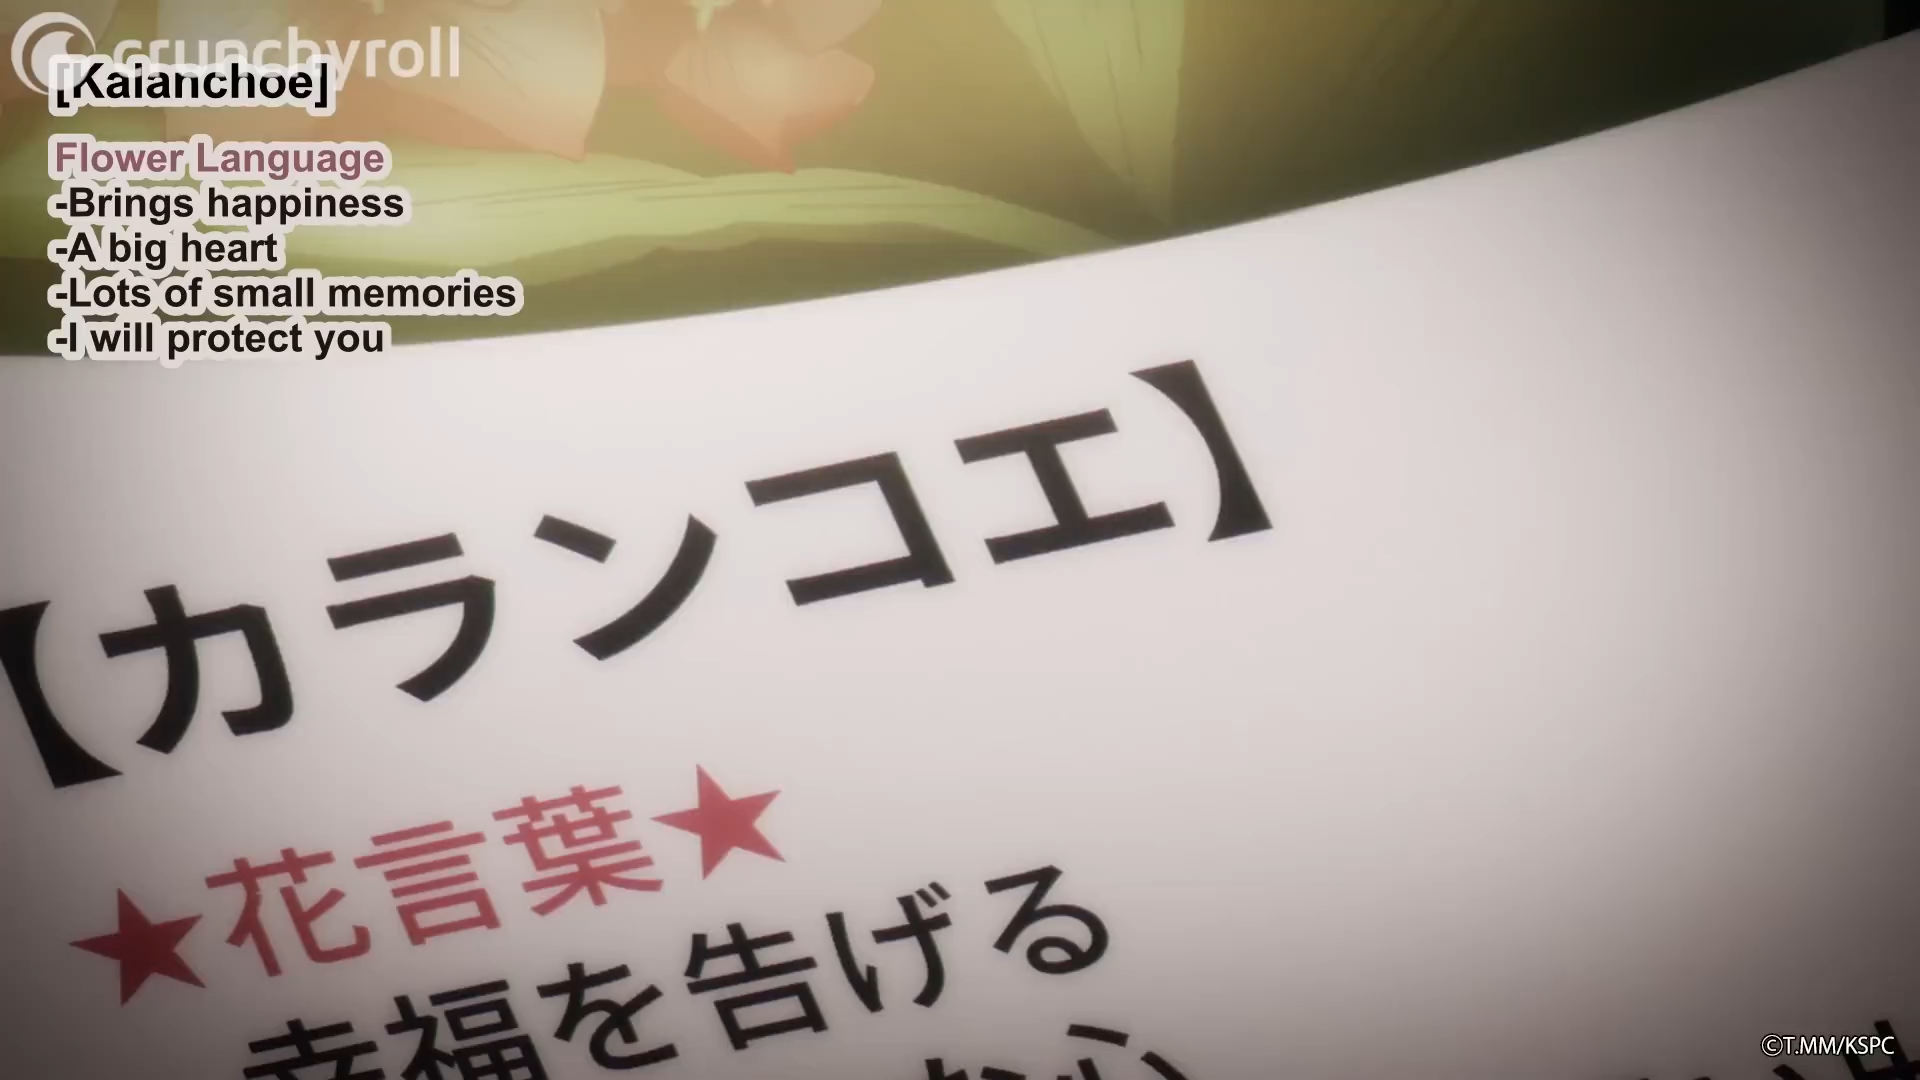 crunchyroll
[Kalanchoe]
Flower Language
-Brings happiness
-A big heart
-Lots of small memories
-I will protect you
【カランコエ】
★花言葉★
幸福を告げる
©T.MM/KSPC